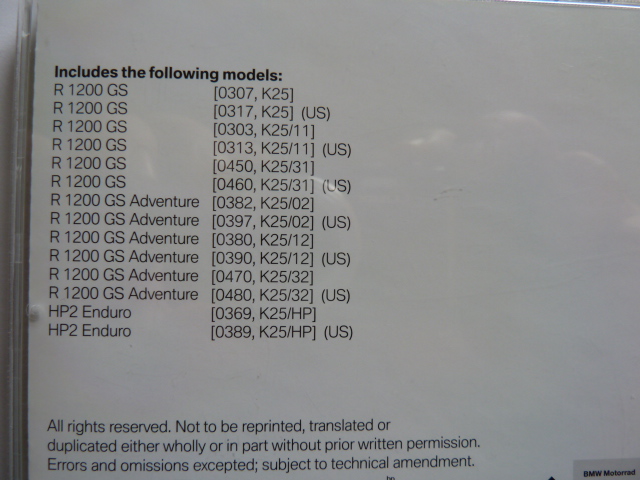 Includes the following models:
R 1200 GS [0307, K25]
R 1200 GS [0317, K25] (US)
R 1200 GS [0303, K25/11]
R 1200 GS [0313, K25/11] (US)
R 1200 GS [0450, K25/31]
R 1200 GS [0460, K25/31] (US)
R 1200 GS Adventure [0382, K25/02]
R 1200 GS Adventure [0397, K25/02] (US)
R 1200 GS Adventure [0380, K25/12]
R 1200 GS Adventure [0390, K25/12] (US)
R 1200 GS Adventure [0470, K25/32]
R 1200 GS Adventure [0480, K25/32] (US)
HP2 Enduro [0369, K25/HP]
HP2 Enduro [0389, K25/HP] (US)
All rights reserved. Not to be reprinted, translated or
duplicated either wholly or in part without prior written permission.
Errors and omissions excepted; subject to technical amendment.
BMW Motorrad